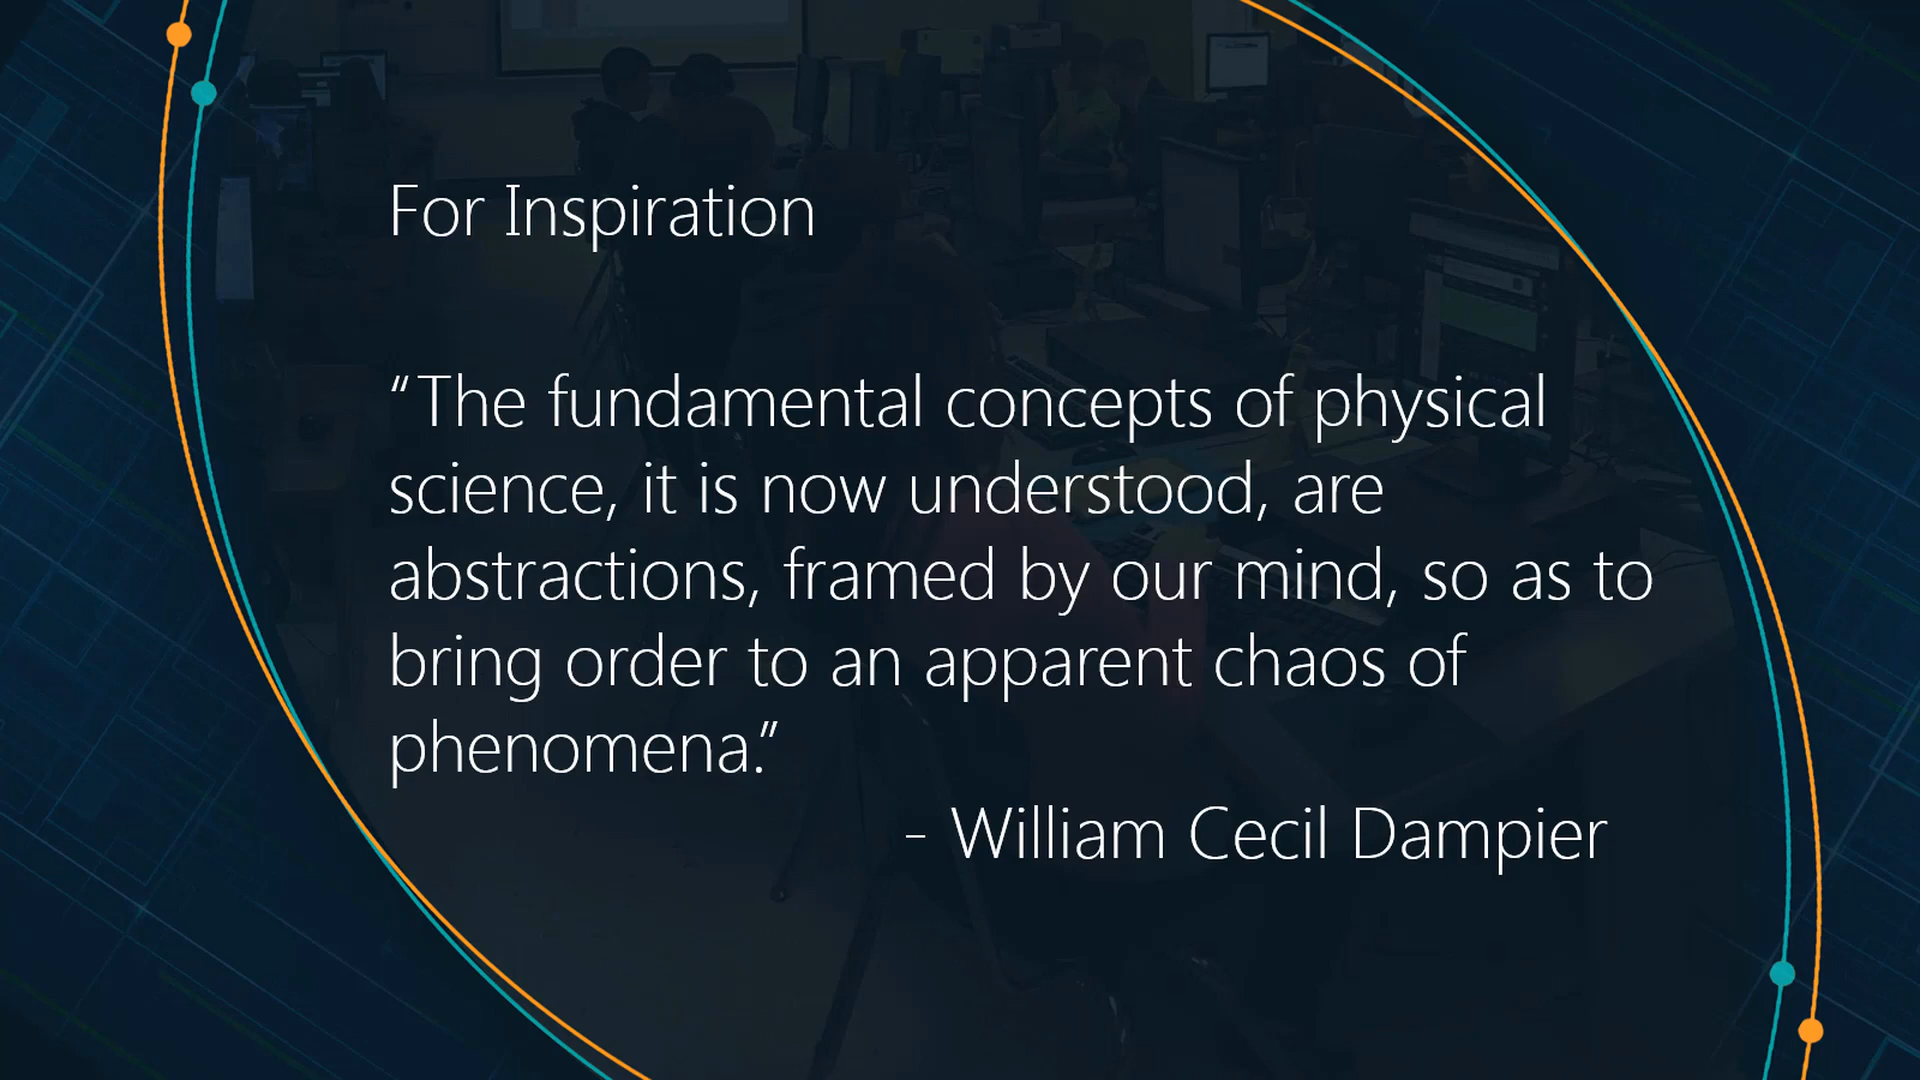 For Inspiration
“The fundamental concepts of physical
science, it is now understood, are
abstractions, framed by our mind, so as to
bring order to an apparent chaos of
phenomena.”
- William Cecil Dampier